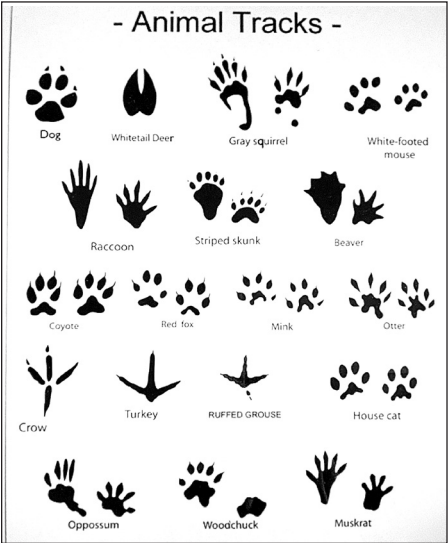 - Animal Tracks -
Dog
Whitetail Deer
Gray squirrel
White-footed
mouse
Raccoon
Striped skunk
Beaver
Coyote
Red fox
Mink
Otter
Crow
Turkey
RUFFED GROUSE
House cat
Oppossum
Woodchuck
Muskrat